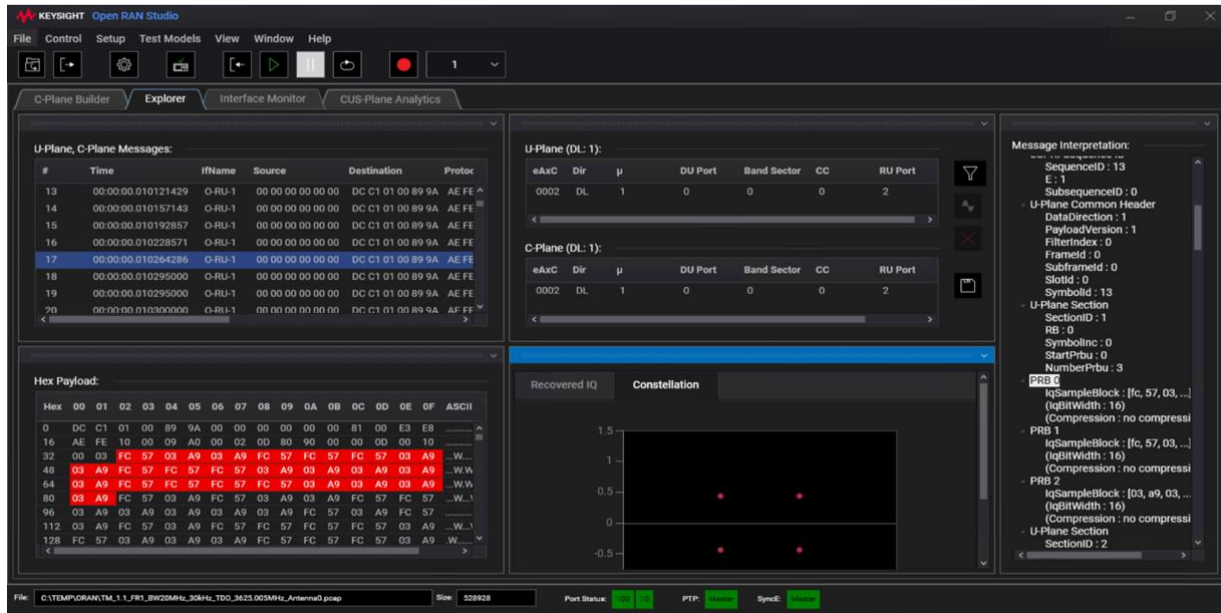 KEYSIGHT Open RAN Studio
File Control Setup Test Models View Window Help
1
C-Plane Builder Explorer Interface Monitor CUS-Plane Analytics
U-Plane, C-Plane Messages:
# Time IfName Source Destination Protoc
13 00:00:00.010121429 O-RU-1 00 00 00 00 00 00 DC C1 01 00 89 9A AE FE
14 00:00:00.010157143 O-RU-1 00 00 00 00 00 00 DC C1 01 00 89 9A AE FE
15 00:00:00.010192857 O-RU-1 00 00 00 00 00 00 DC C1 01 00 89 9A AE FE
16 00:00:00.010228571 O-RU-1 00 00 00 00 00 00 DC C1 01 00 89 9A AE FE
17 00:00:00.010264286 O-RU-1 00 00 00 00 00 00 DC C1 01 00 89 9A AE FE
18 00:00:00.010295000 O-RU-1 00 00 00 00 00 00 DC C1 01 00 89 9A AE FE
19 00:00:00.010295000 O-RU-1 00 00 00 00 00 00 DC C1 01 00 89 9A AE FE
20 00:00:00.010300000 O-RU-1 00 00 00 00 00 00 DC C1 01 00 89 9A AE FE
U-Plane (DL: 1):
eAxC Dir µ DU Port Band Sector CC RU Port
0002 DL 1 0 0 0 2
C-Plane (DL: 1):
eAxC Dir µ DU Port Band Sector CC RU Port
0002 DL 1 0 0 0 2
Hex Payload:
Hex 00 01 02 03 04 05 06 07 08 09 0A 0B 0C 0D 0E 0F ASCII
0 DC C1 01 00 89 9A 00 00 00 00 00 00 81 00 E3 E8
16 AE FE 10 00 09 A0 00 02 0D 80 90 00 00 0D 00 10
32 00 03 FC 57 03 A9 03 A9 FC 57 FC 57 FC 57 03 A9 ...W....
48 03 A9 FC 57 FC 57 FC 57 03 A9 03 A9 FC 57 03 A9 ...W.W
64 03 A9 FC 57 FC 57 FC 57 FC 57 03 A9 03 A9 03 A9 ...W.W
80 03 A9 FC 57 03 A9 FC 57 03 A9 03 A9 FC 57 FC 57
96 03 A9 03 A9 03 A9 03 A9 03 A9 FC 57 03 A9 FC 57
112 03 A9 FC 57 03 A9 FC 57 FC 57 FC 57 FC 57 03 A9
128 FC 57 03 A9 03 A9 03 A9 FC 57 FC 57 FC 57 03 A9
Recovered IQ Constellation
1.5
1
0.5
0
-0.5
Message Interpretation:
SequenceID : 13
E : 1
SubsequenceID : 0
U-Plane Common Header
DataDirection : 1
PayloadVersion : 1
FilterIndex : 0
FrameId : 0
SubframeId : 0
SlotId : 0
SymbolId : 13
U-Plane Section
SectionID : 1
RB : 0
SymbolInc : 0
StartPrbu : 0
NumberPrbu : 3
PRB 0
IqSampleBlock : [fc, 57, 03, ...]
(IqBitWidth : 16)
(Compression : no compressi
PRB 1
IqSampleBlock : [fc, 57, 03, ...]
(IqBitWidth : 16)
(Compression : no compressi
PRB 2
IqSampleBlock : [03, a9, 03, ...
(IqBitWidth : 16)
(Compression : no compressi
U-Plane Section
SectionID : 2
File: C:\TEMP\ORAN\TM_1.1_FR1_BW20MHz_30kHz_TDD_3625.005MHz_Antenna0.pcap Size: 528928 Port Status: 10G 1G PTP: Master SyncE: Master